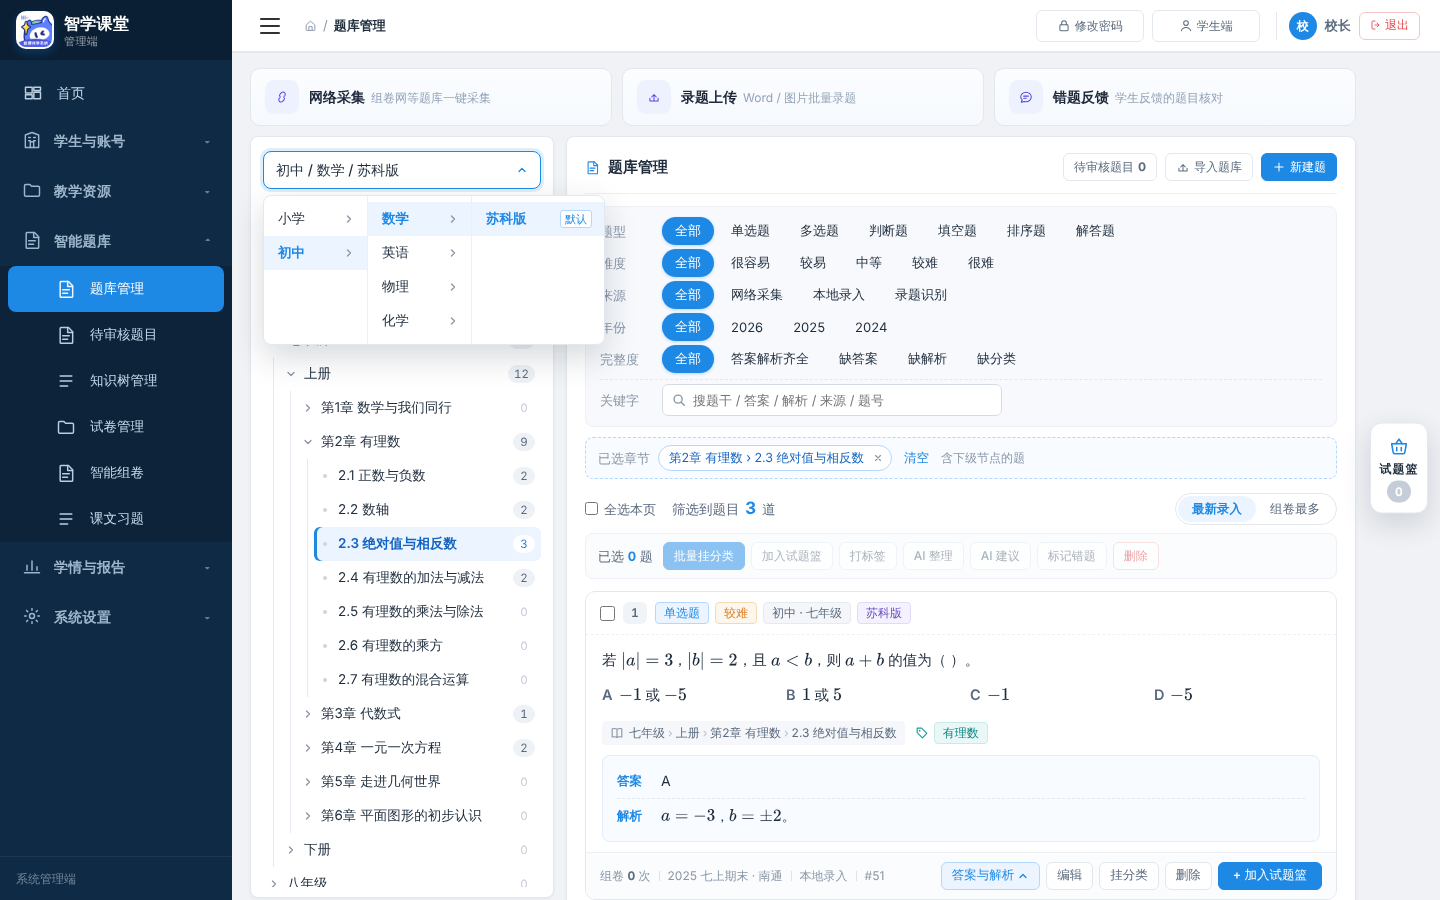 智学课堂
管理端
首页
学生与账号
教学资源
智能题库
题库管理
待审核题目
知识树管理
试卷管理
智能组卷
课文习题
学情与报告
系统设置
系统管理端
/ 题库管理
修改密码
学生端
校 校长
退出
网络采集 组卷网等题库一键采集
录题上传 Word / 图片批量录题
错题反馈 学生反馈的题目核对
初中 / 数学 / 苏科版
小学
初中
数学
英语
物理
化学
苏科版 默认
上册 12
第1章 数学与我们同行 0
第2章 有理数 9
2.1 正数与负数 2
2.2 数轴 2
2.3 绝对值与相反数 3
2.4 有理数的加法与减法 2
2.5 有理数的乘法与除法 0
2.6 有理数的乘方 0
2.7 有理数的混合运算 0
第3章 代数式 1
第4章 一元一次方程 2
第5章 走进几何世界 0
第6章 平面图形的初步认识 0
下册 0
八年级 0
题库管理
待审核题目 0
导入题库
+ 新建题
题型 全部 单选题 多选题 判断题 填空题 排序题 解答题
难度 全部 很容易 较易 中等 较难 很难
来源 全部 网络采集 本地录入 录题识别
年份 全部 2026 2025 2024
完整度 全部 答案解析齐全 缺答案 缺解析 缺分类
关键字 搜题干 / 答案 / 解析 / 来源 / 题号
已选章节 第2章 有理数 › 2.3 绝对值与相反数 × 清空 含下级节点的题
全选本页 筛选到题目 3 道 最新录入 组卷最多
已选 0 题 批量挂分类 加入试题篮 打标签 AI 整理 AI 建议 标记错题 删除
1 单选题 较难 初中 · 七年级 苏科版
若 |a| = 3，|b| = 2，且 a < b，则 a + b 的值为（ ）。
A −1 或 −5 B 1 或 5 C −1 D −5
七年级 › 上册 › 第2章 有理数 › 2.3 绝对值与相反数 有理数
答案 A
解析 a = −3，b = ±2。
组卷 0 次 2025 七上期末 · 南通 本地录入 #51 答案与解析 编辑 挂分类 删除 + 加入试题篮
试题篮
0